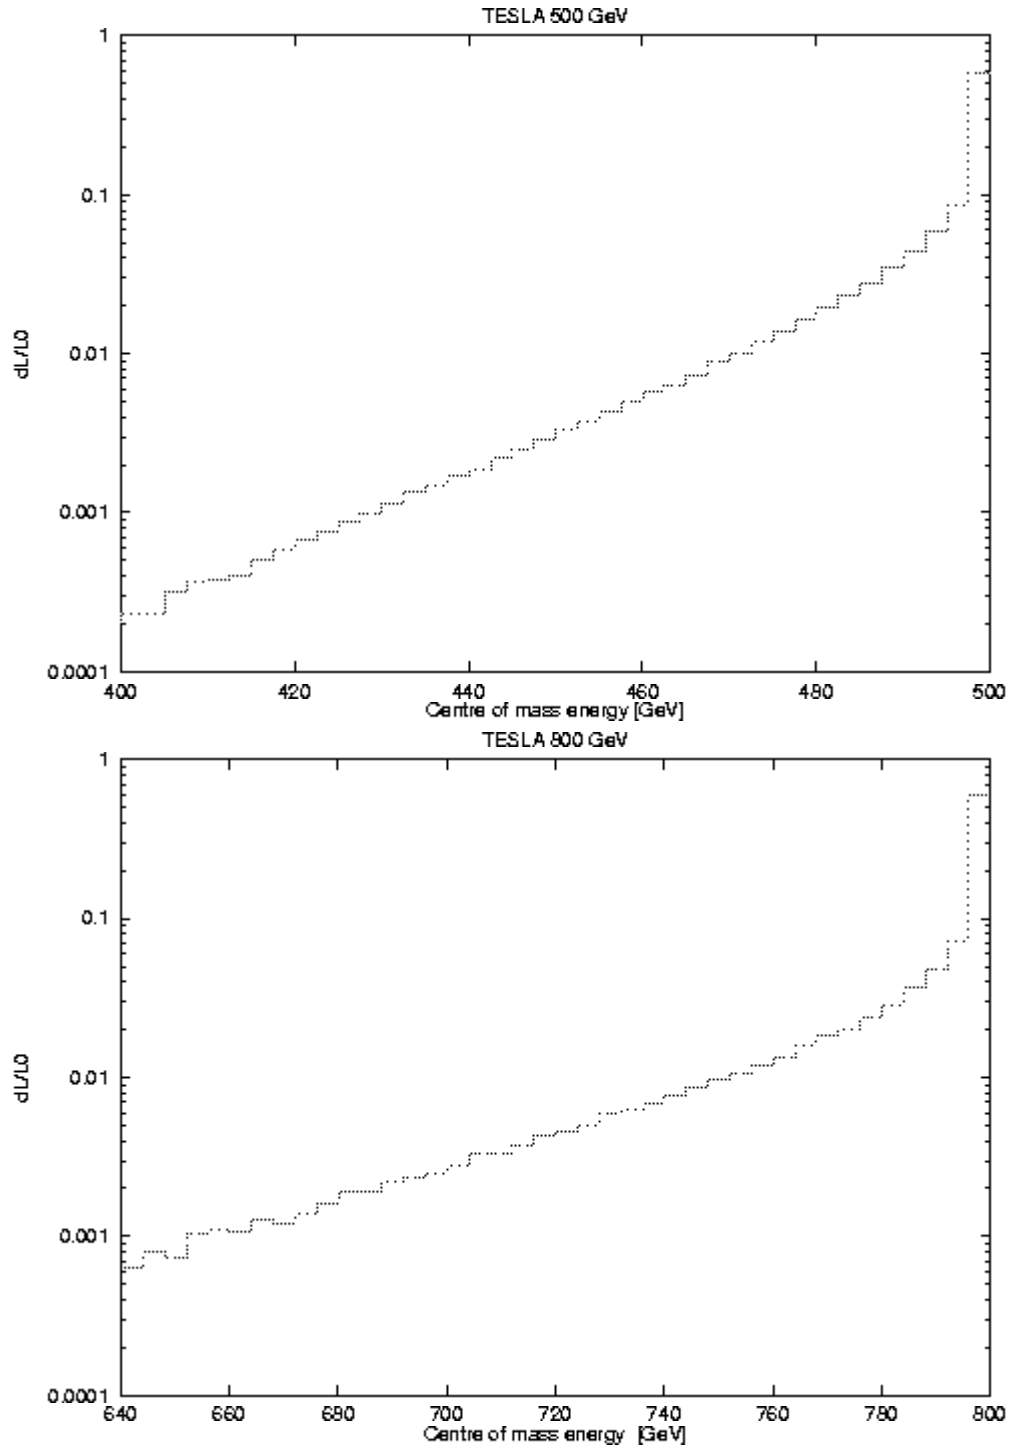 TESLA 500 GeV
1
0.1
0.01
0.001
0.0001
dL/L0
400 420 440 460 480 500
Centre of mass energy [GeV]
TESLA 800 GeV
1
0.1
0.01
0.001
0.0001
dL/L0
640 660 680 700 720 740 760 780 800
Centre of mass energy [GeV]